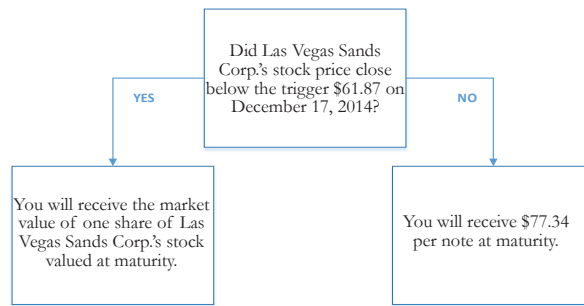 Did Las Vegas Sands
Corp.'s stock price close
below the trigger $61.87 on
December 17, 2014?
YES
NO
You will receive the market
value of one share of Las
Vegas Sands Corp.'s stock
valued at maturity.
You will receive $77.34
per note at maturity.